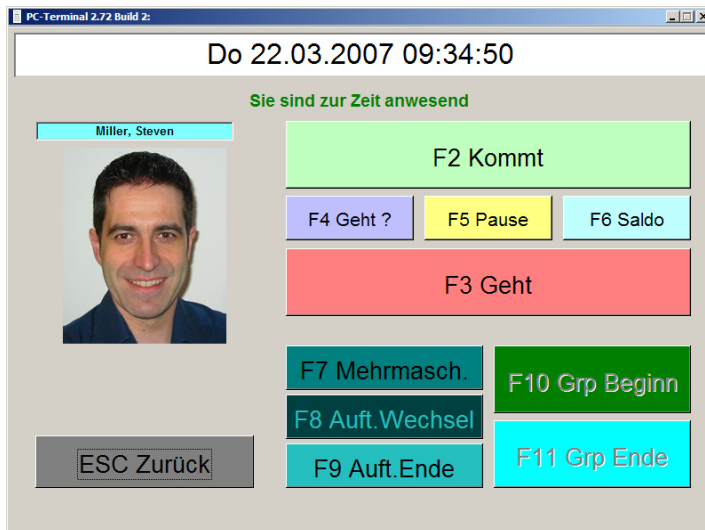 PC-Terminal 2.72 Build 2:
Do 22.03.2007 09:34:50
Sie sind zur Zeit anwesend
Miller, Steven
F2 Kommt
F4 Geht ?
F5 Pause
F6 Saldo
F3 Geht
F7 Mehrmasch.
F8 Auft.Wechsel
F9 Auft.Ende
F10 Grp Beginn
F11 Grp Ende
ESC Zurück